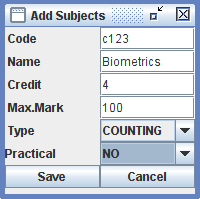 Add Subjects
Code c123
Name Biometrics
Credit 4
Max.Mark 100
Type COUNTING
Practical NO
Save Cancel